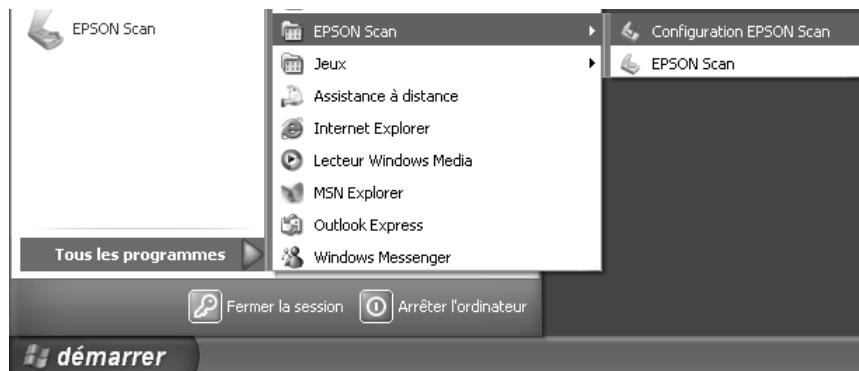 EPSON Scan
Tous les programmes
EPSON Scan
Jeux
Assistance à distance
Internet Explorer
Lecteur Windows Media
MSN Explorer
Outlook Express
Windows Messenger
Configuration EPSON Scan
EPSON Scan
Fermer la session
Arrêter l'ordinateur
démarrer